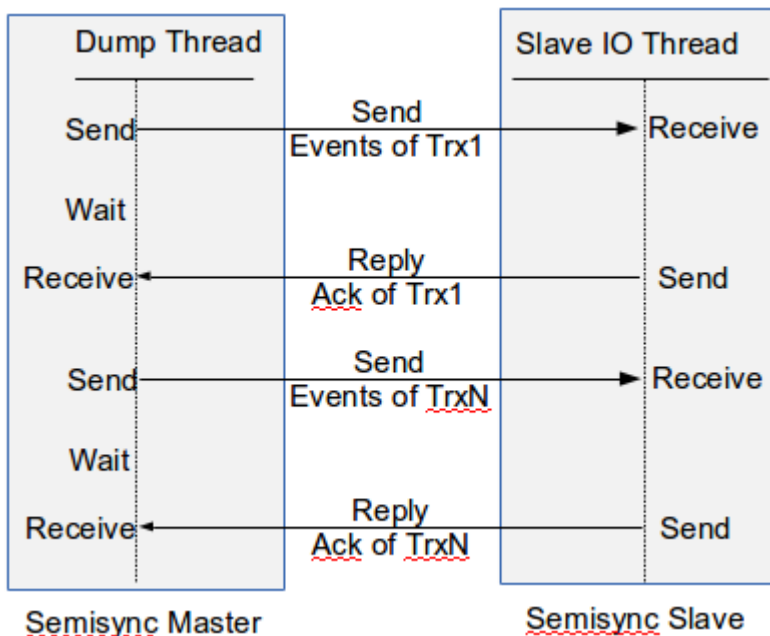 Dump Thread
Slave IO Thread
Send
Send
Events of Trx1
Receive
Wait
Receive
Reply
Ack of Trx1
Send
Send
Send
Events of TrxN
Receive
Wait
Receive
Reply
Ack of TrxN
Send
Semisync Master
Semisync Slave